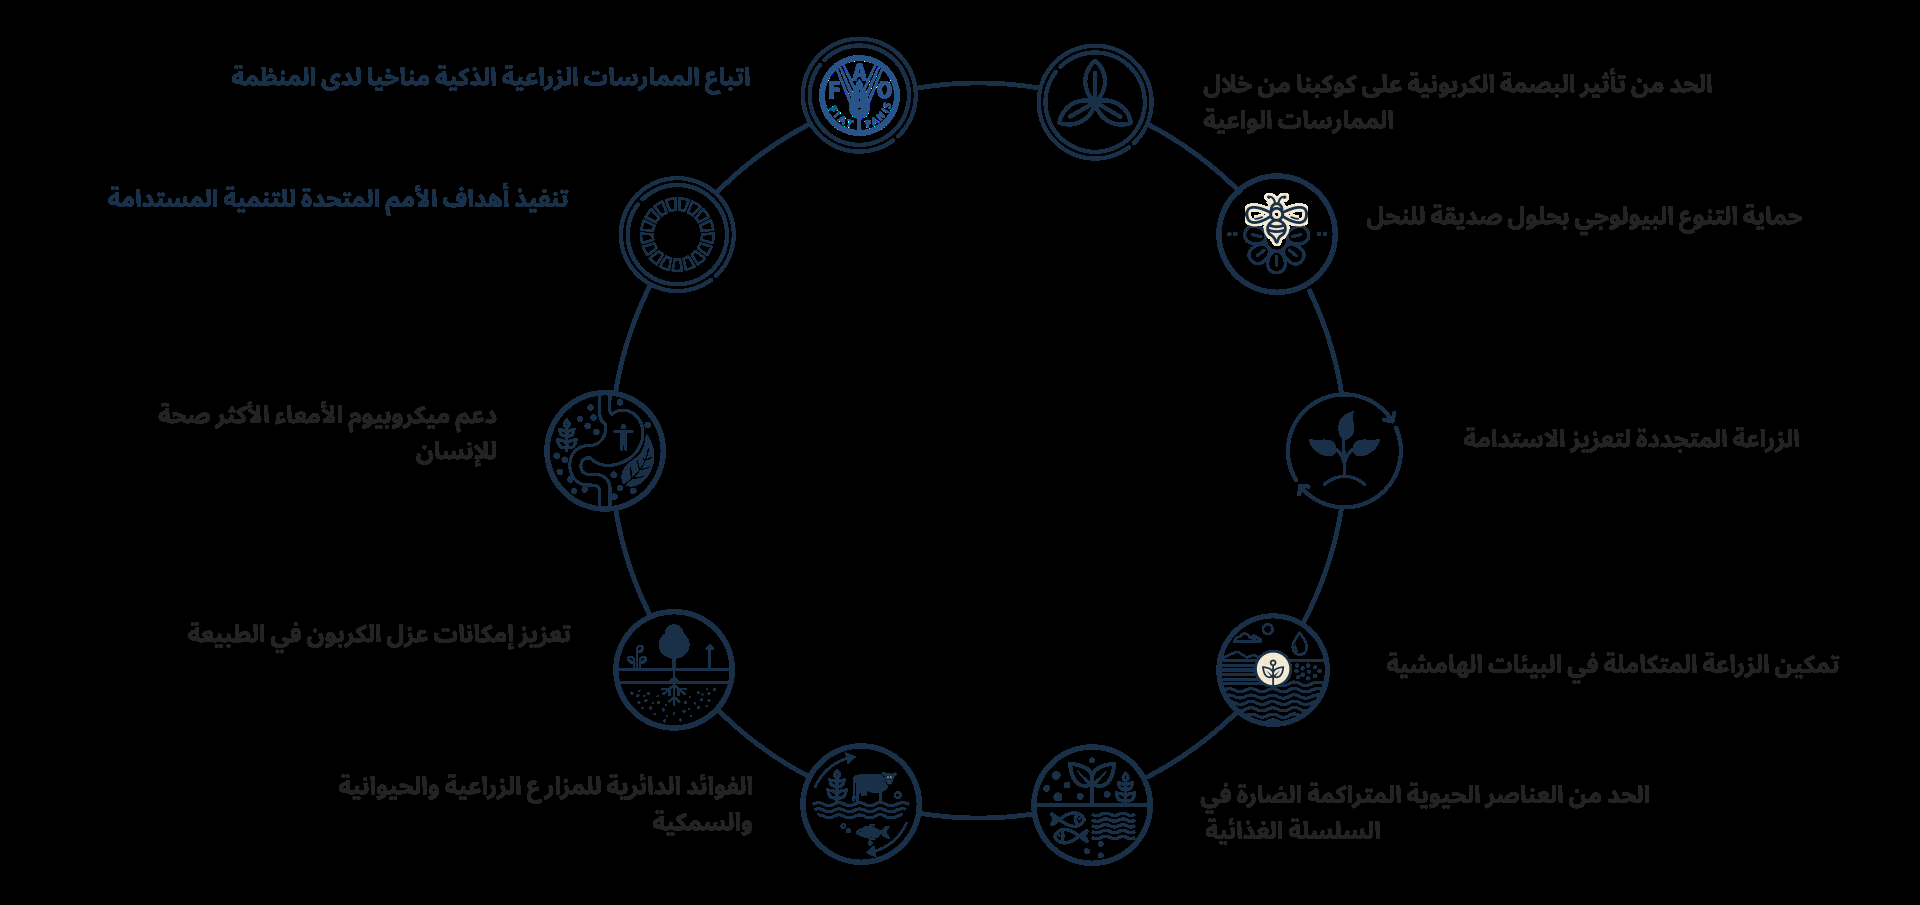 الحد من تأثير البصمة الكربونية على كوكبنا من خلال
الممارسات الواعية
حماية التنوع البيولوجي بحلول صديقة للنحل
الزراعة المتجددة لتعزيز الاستدامة
تمكين الزراعة المتكاملة في البيئات الهامشية
الحد من العناصر الحيوية المتراكمة الضارة في
السلسلة الغذائية
اتباع الممارسات الزراعية الذكية مناخيا لدى المنظمة
F A O
FIAT PANIS
تنفيذ أهداف الأمم المتحدة للتنمية المستدامة
دعم ميكروبيوم الأمعاء الأكثر صحة
للإنسان
تعزيز إمكانات عزل الكربون في الطبيعة
الفوائد الدائرية للمزارع الزراعية والحيوانية
والسمكية